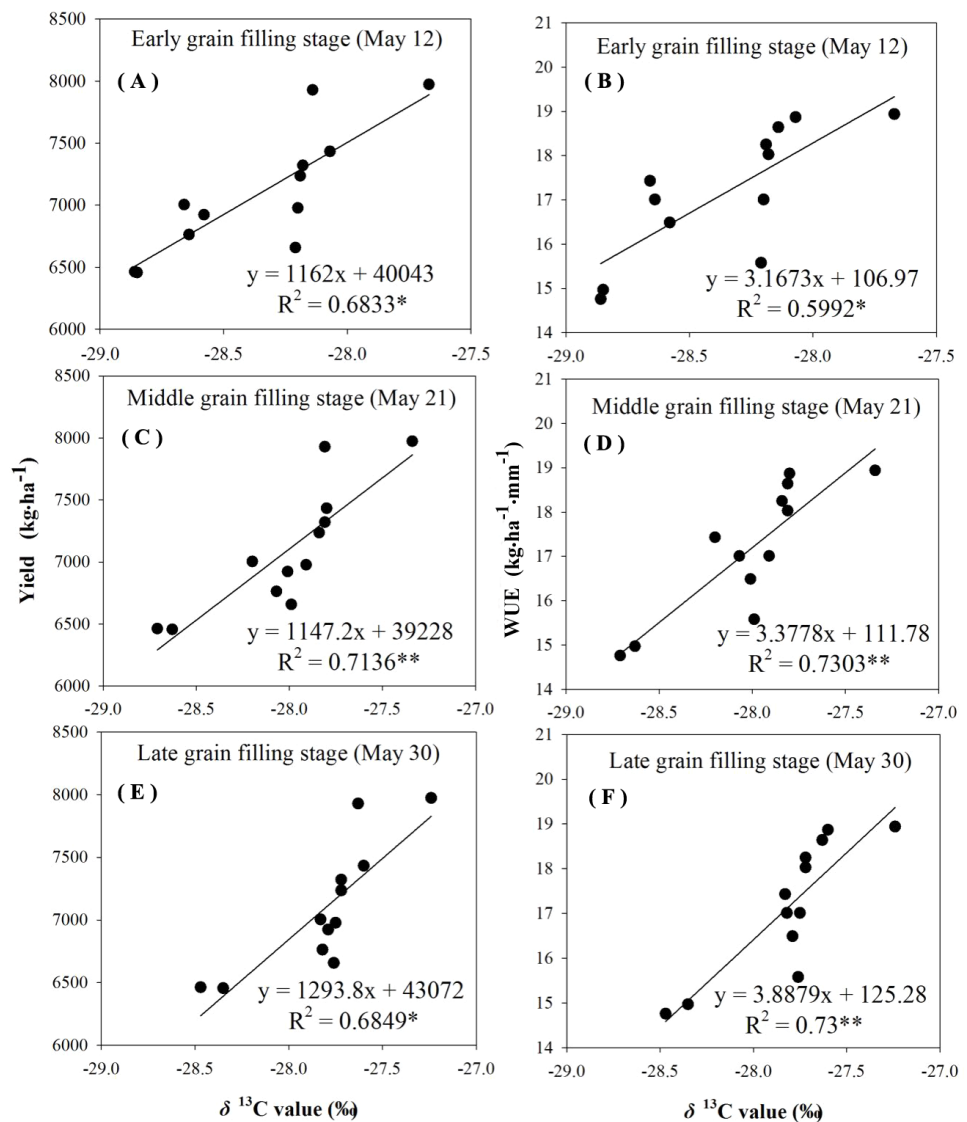 8500
8000
7500
7000
6500
6000
Early grain filling stage (May 12)
( A )
y = 1162x + 40043
R² = 0.6833*
-29.0 -28.5 -28.0 -27.5
21
20
19
18
17
16
15
14
Early grain filling stage (May 12)
( B )
y = 3.1673x + 106.97
R² = 0.5992*
-29.0 -28.5 -28.0 -27.5
Yield (kg·ha⁻¹)
8500
8000
7500
7000
6500
6000
Middle grain filling stage (May 21)
( C )
y = 1147.2x + 39228
R² = 0.7136**
-29.0 -28.5 -28.0 -27.5 -27.0
WUE (kg·ha⁻¹·mm⁻¹)
21
20
19
18
17
16
15
14
Middle grain filling stage (May 21)
( D )
y = 3.3778x + 111.78
R² = 0.7303**
-29.0 -28.5 -28.0 -27.5 -27.0
8500
8000
7500
7000
6500
6000
Late grain filling stage (May 30)
( E )
y = 1293.8x + 43072
R² = 0.6849*
-29.0 -28.5 -28.0 -27.5 -27.0
δ ¹³C value (‰)
21
20
19
18
17
16
15
14
Late grain filling stage (May 30)
( F )
y = 3.8879x + 125.28
R² = 0.73**
-29.0 -28.5 -28.0 -27.5 -27.0
δ ¹³C value (‰)